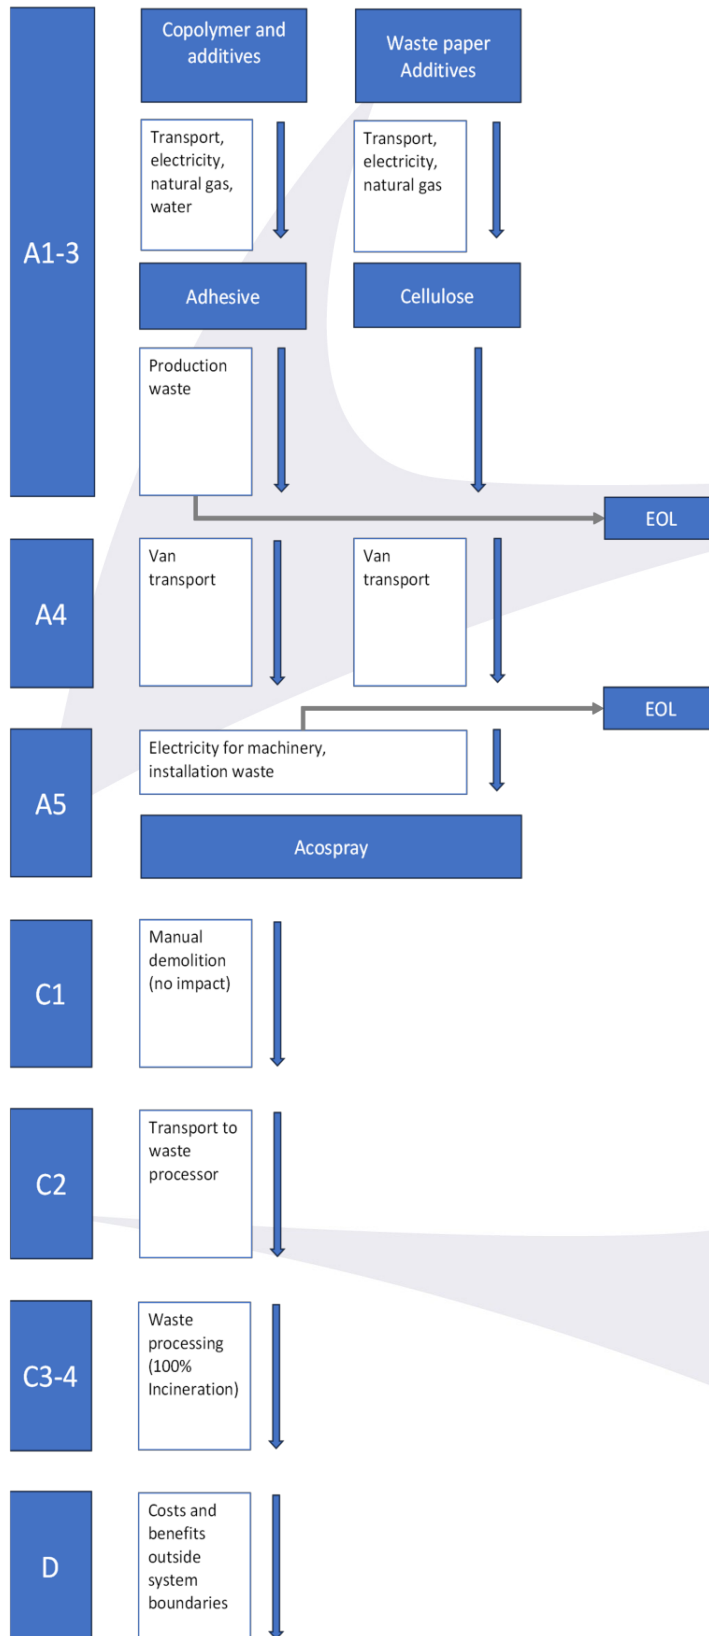 Copolymer and
additives
Waste paper
Additives
Transport,
electricity,
natural gas,
water
Transport,
electricity,
natural gas
A1-3
Adhesive
Cellulose
Production
waste
EOL
A4
Van
transport
Van
transport
EOL
A5
Electricity for machinery,
installation waste
Acospray
C1
Manual
demolition
(no impact)
C2
Transport to
waste
processor
C3-4
Waste
processing
(100%
Incineration)
D
Costs and
benefits
outside
system
boundaries